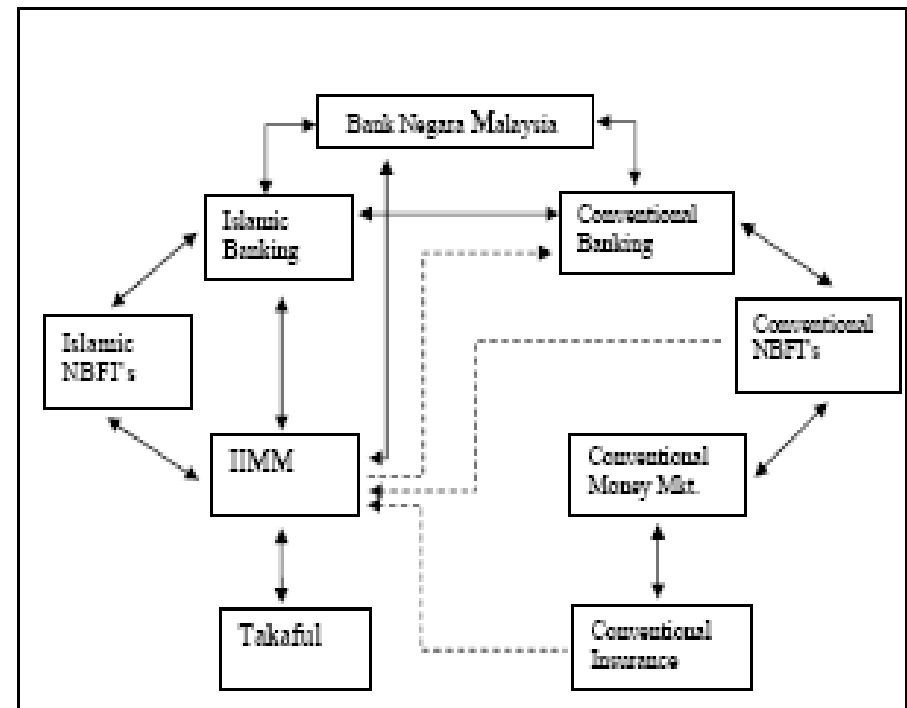 Bank Negara Malaysia
Islamic
Banking
Conventional
Banking
Islamic
NBFI's
Conventional
NBFI's
IIMM
Conventional
Money Mkt.
Takaful
Conventional
Insurance